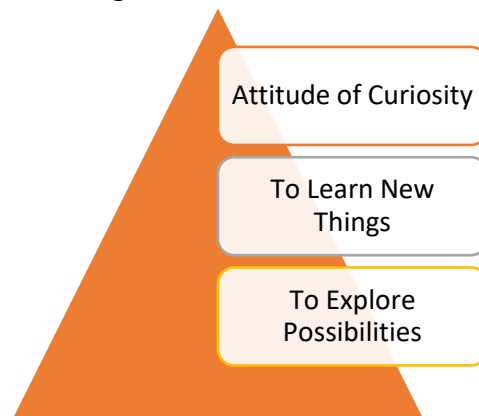 Attitude of Curiosity
To Learn New
Things
To Explore
Possibilities